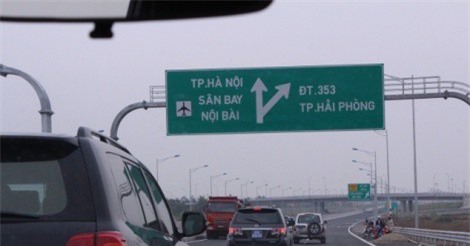 TP.HÀ NỘI
SÂN BAY
NỘI BÀI
ĐT.353
TP.HẢI PHÒNG